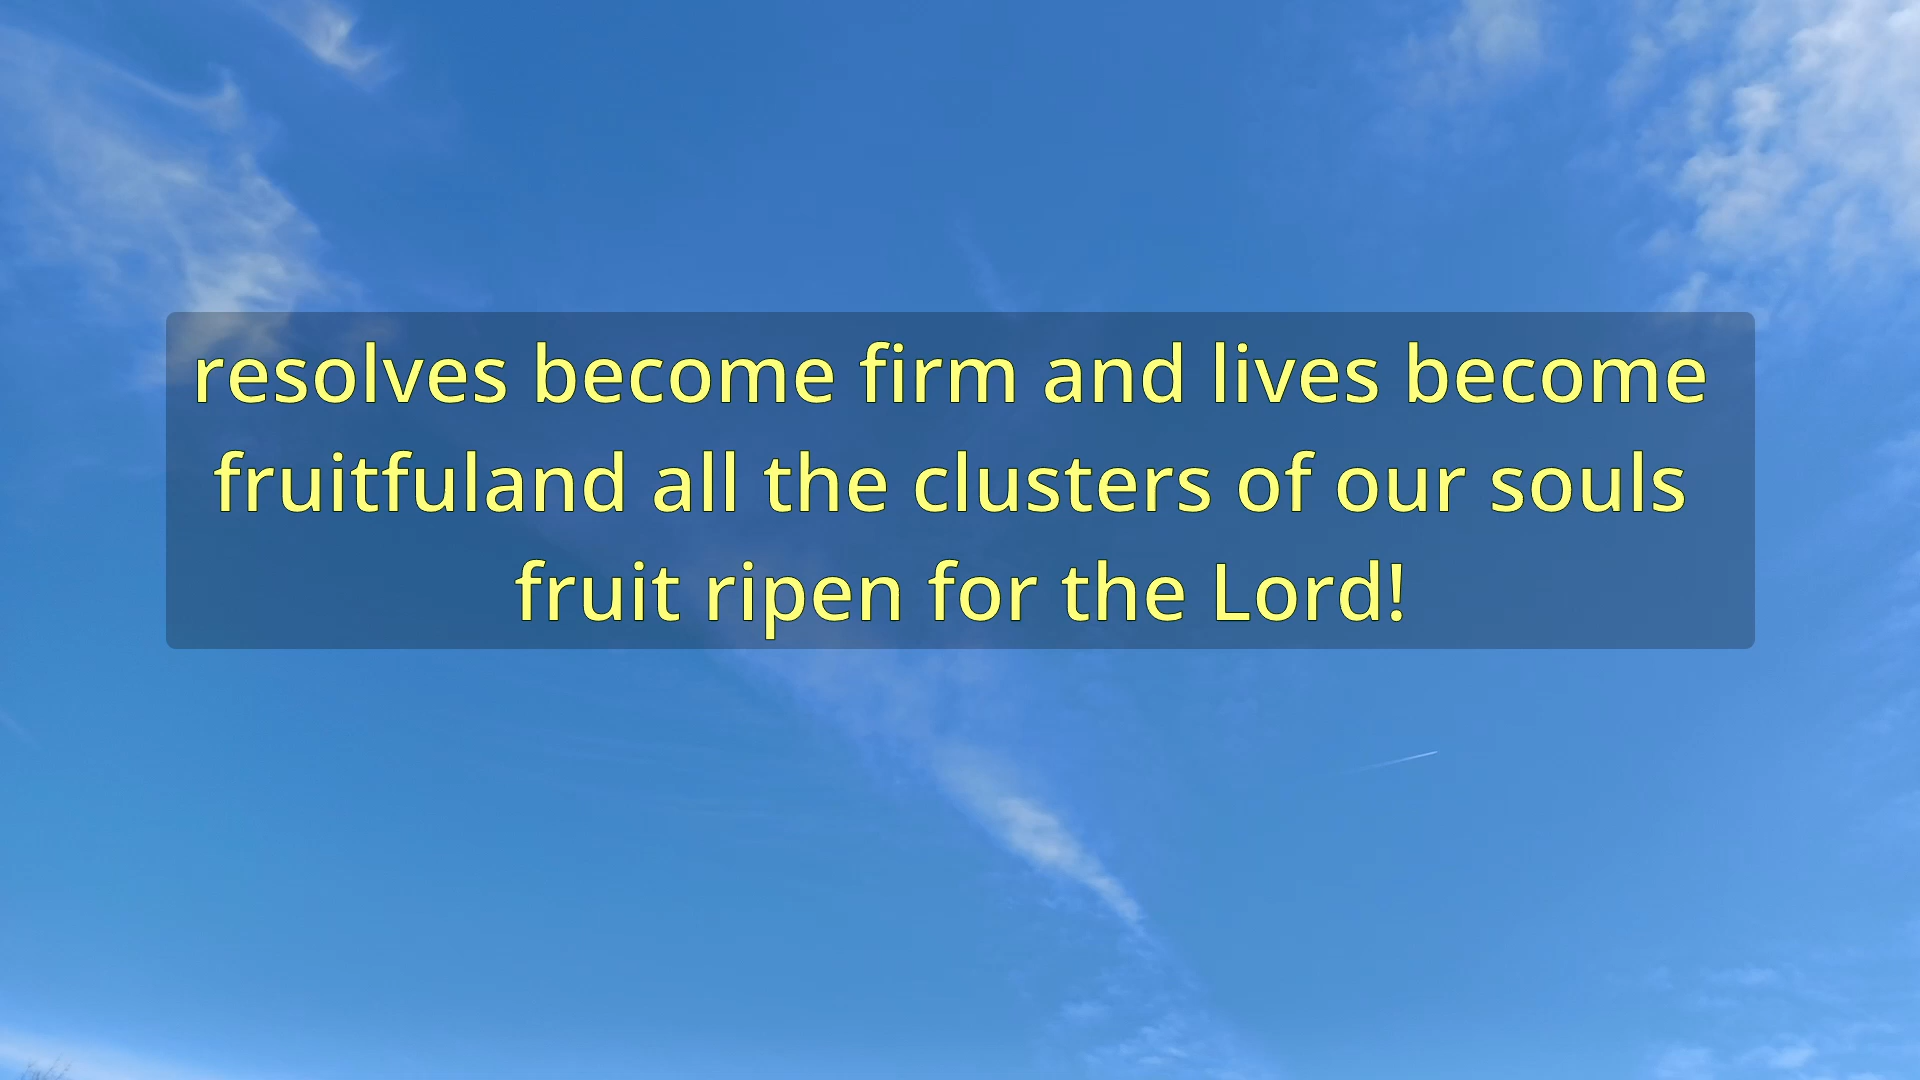 resolves become firm and lives become
fruitfuland all the clusters of our souls
fruit ripen for the Lord!